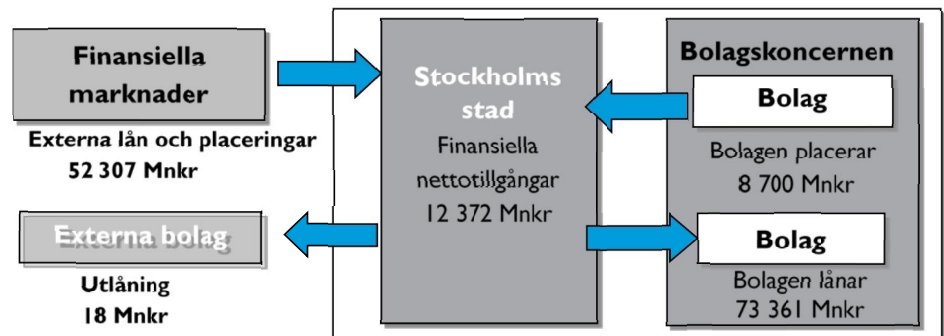 Finansiella
marknader
Externa lån och placeringar
52 307 Mnkr
Externa bolag
Utlåning
18 Mnkr
Stockholms
stad
Finansiella
nettotillgångar
12 372 Mnkr
Bolagskoncernen
Bolag
Bolagen placerar
8 700 Mnkr
Bolag
Bolagen lånar
73 361 Mnkr